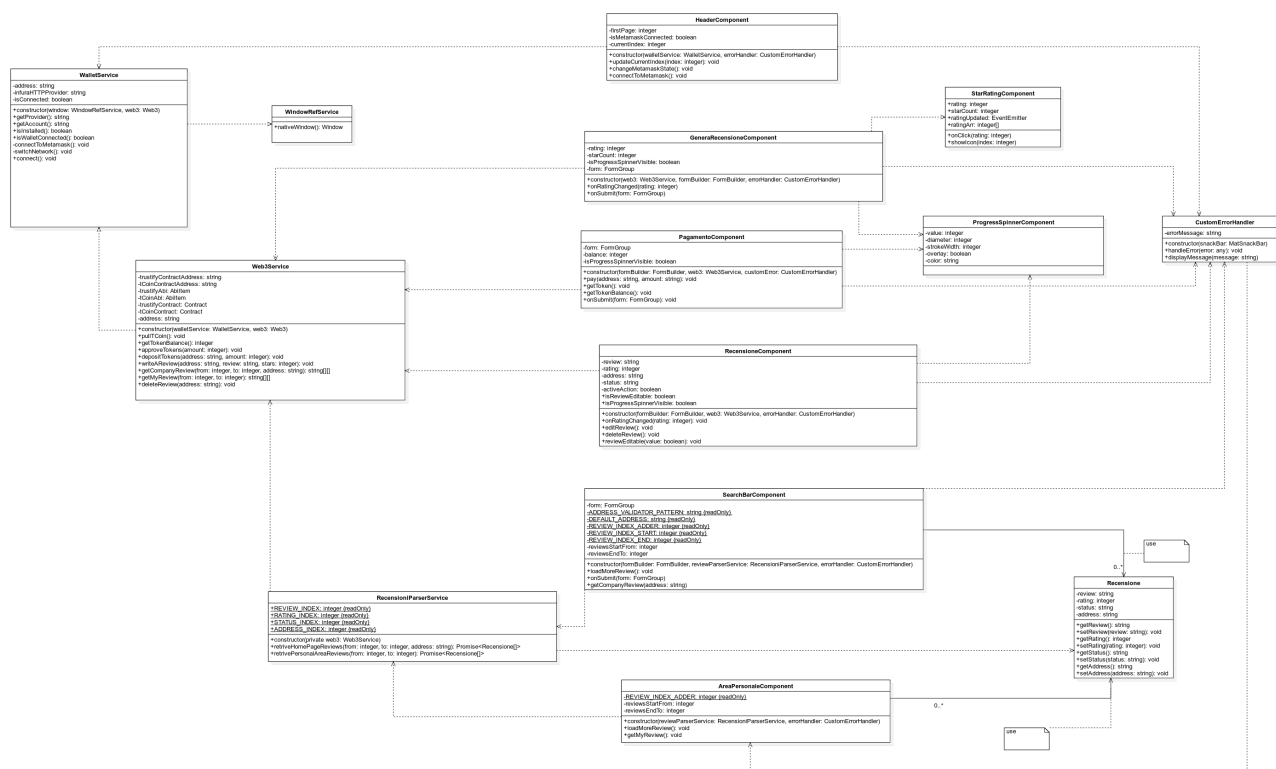 HeaderComponent
-firstPage: integer
-isMetamaskConnected: boolean
-currentIndex: integer
+constructor(walletService: WalletService, errorHandler: CustomErrorHandler)
+updateCurrentIndex(index: integer): void
+changeMetamaskState(): void
+connectToMetamask(): void
WalletService
-address: string
-infuraHTTPProvider: string
-isConnected: boolean
+constructor(window: WindowRefService, web3: Web3)
+getProvider(): string
+getAccount(): string
+isInstalled(): boolean
+isWalletConnected(): boolean
-connectToMetamask(): void
-switchNetwork(): void
+connect(): void
WindowRefService
+nativeWindow(): Window
StarRatingComponent
+rating: integer
+starCount: integer
+ratingUpdated: EventEmitter
+ratingArr: integer[]
+onClick(rating: integer)
+showIcon(index: integer)
GeneraRecensioneComponent
-rating: integer
-starCount: integer
-isProgressSpinnerVisible: boolean
-form: FormGroup
+constructor(web3: Web3Service, formBuilder: FormBuilder, errorHandler: CustomErrorHandler)
+onRatingChanged(rating: integer)
+onSubmit(form: FormGroup)
ProgressSpinnerComponent
-value: integer
-diameter: integer
-strokeWidth: integer
-overlay: boolean
-color: string
CustomErrorHandler
-errorMessage: string
+constructor(snackBar: MatSnackBar)
+handleError(error: any): void
+displayMessage(message: string)
PagamentoComponent
-form: FormGroup
-balance: integer
-isProgressSpinnerVisible: boolean
+constructor(formBuilder: FormBuilder, web3: Web3Service, customError: CustomErrorHandler)
+pay(address: string, amount: string): void
+getToken(): void
+getTokenBalance(): void
+onSubmit(form: FormGroup): void
Web3Service
-trustifyContractAddress: string
-tCoinContractAddress: string
-trustifyAbi: AbiItem
-tCoinAbi: AbiItem
-trustifyContract: Contract
-tCoinContract: Contract
-address: string
+constructor(walletService: WalletService, web3: Web3)
+pullTCoin(): void
+getTokenBalance(): integer
+approveTokens(amount: integer): void
+depositTokens(address: string, amount: integer): void
+writeAReview(address: string, review: string, stars: integer): void
+getCompanyReview(from: integer, to: integer, address: string): string[][]
+getMyReview(from: integer, to: integer): string[][]
+deleteReview(address: string): void
RecensioneComponent
-review: string
-rating: integer
-address: string
-status: string
-activeAction: boolean
+isReviewEditable: boolean
+isProgressSpinnerVisible: boolean
+constructor(formBuilder: FormBuilder, web3: Web3Service, errorHandler: CustomErrorHandler)
+onRatingChanged(rating: integer): void
+editReview(): void
+deleteReview(): void
+reviewEditable(value: boolean): void
SearchBarComponent
-form: FormGroup
-ADDRESS_VALIDATOR_PATTERN: string {readOnly}
-DEFAULT_ADDRESS: string {readOnly}
-REVIEW_INDEX_ADDER: integer {readOnly}
-REVIEW_INDEX_START: integer {readOnly}
-REVIEW_INDEX_END: integer {readOnly}
-reviewsStartFrom: integer
-reviewsEndTo: integer
+constructor(formBuilder: FormBuilder, reviewParserService: RecensioniParserService, errorHandler: CustomErrorHandler)
+loadMoreReview(): void
+onSubmit(form: FormGroup)
+getCompanyReview(address: string)
use
0..*
Recensione
-review: string
-rating: integer
-status: string
-address: string
+getReview(): string
+setReview(review: string): void
+getRating(): integer
+setRating(rating: integer): void
+getStatus(): string
+setStatus(status: string): void
+getAddress(): string
+setAddress(address: string): void
RecensioniParserService
+REVIEW_INDEX: integer {readOnly}
+RATING_INDEX: integer {readOnly}
+STATUS_INDEX: integer {readOnly}
+ADDRESS_INDEX: integer {readOnly}
+constructor(private web3: Web3Service)
+retriveHomePageReviews(from: integer, to: integer, address: string): Promise<Recensione[]>
+retrivePersonalAreaReviews(from: integer, to: integer): Promise<Recensione[]>
AreaPersonaleComponent
-REVIEW_INDEX_ADDER: integer {readOnly}
-reviewsStartFrom: integer
-reviewsEndTo: integer
+constructor(reviewParserService: RecensioniParserService, errorHandler: CustomErrorHandler)
+loadMoreReview(): void
+getMyReview(): void
0..*
use